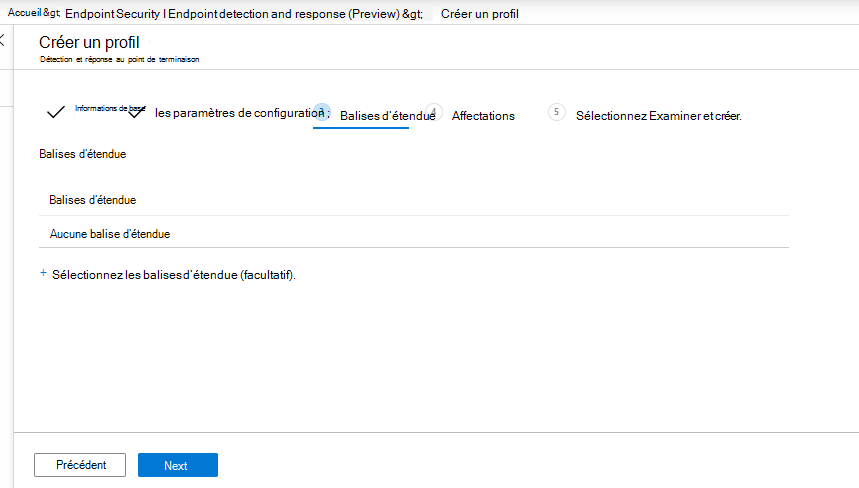 Accueil &gt; Endpoint Security | Endpoint detection and response (Preview) &gt; Créer un profil
Créer un profil
Détection et réponse au point de terminaison
Informations de base les paramètres de configuration ; 3 Balises d'étendue 4 Affectations 5 Sélectionnez Examiner et créer.
Balises d'étendue
Balises d'étendue
Aucune balise d'étendue
+ Sélectionnez les balises d'étendue (facultatif).
Précédent Next